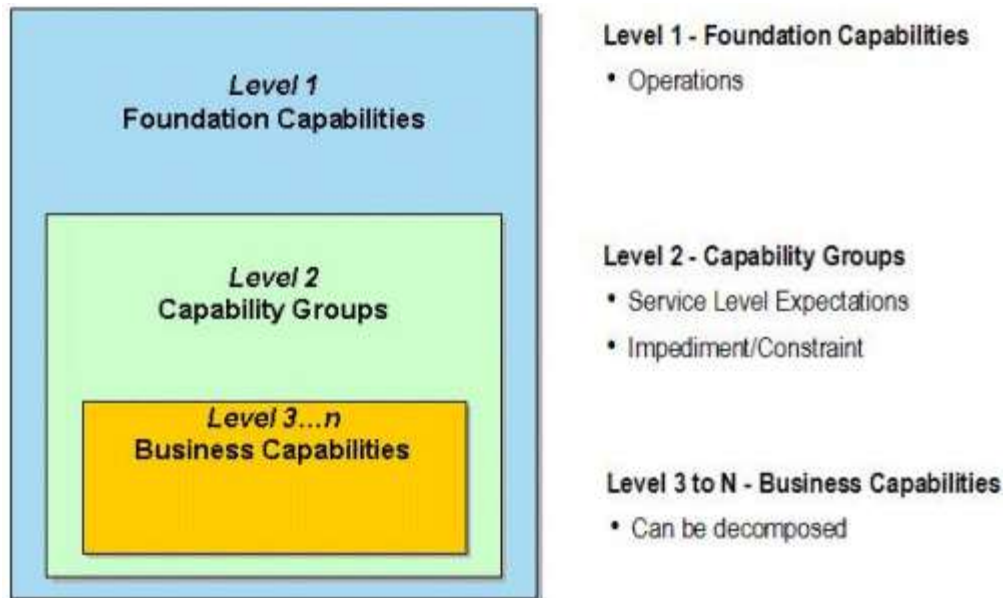 Level 1
Foundation Capabilities
Level 2
Capability Groups
Level 3...n
Business Capabilities
Level 1 - Foundation Capabilities
• Operations
Level 2 - Capability Groups
• Service Level Expectations
• Impediment/Constraint
Level 3 to N - Business Capabilities
• Can be decomposed